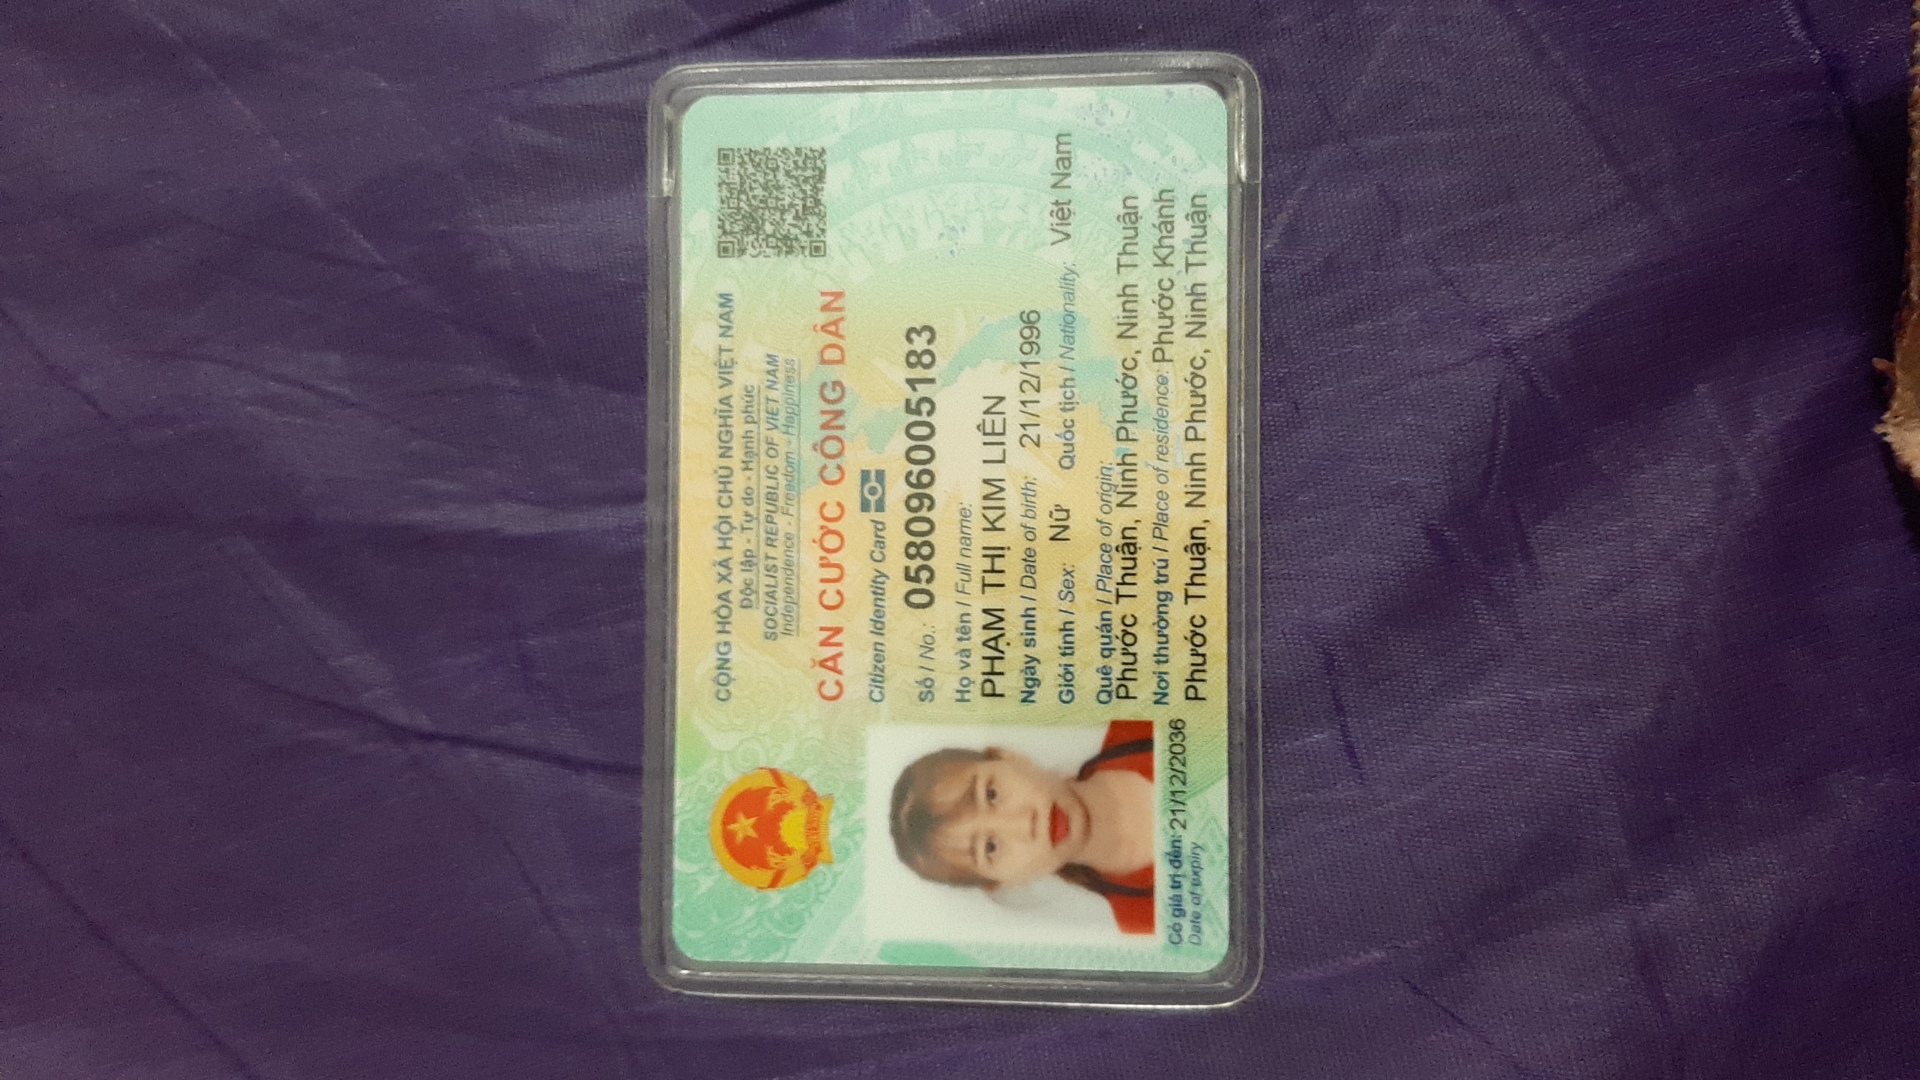 CỘNG HÒA XÃ HỘI CHỦ NGHĨA VIỆT NAM
Độc lập - Tự do - Hạnh phúc
SOCIALIST REPUBLIC OF VIET NAM
Independence - Freedom - Happiness
CĂN CƯỚC CÔNG DÂN
Citizen Identity Card
Số / No.: 058096005183
Họ và tên / Full name:
PHẠM THỊ KIM LIÊN
Ngày sinh / Date of birth: 21/12/1996
Giới tính / Sex: Nữ Quốc tịch / Nationality: Việt Nam
Quê quán / Place of origin:
Phước Thuận, Ninh Phước, Ninh Thuận
Nơi thường trú / Place of residence: Phước Khánh
Phước Thuận, Ninh Phước, Ninh Thuận
Có giá trị đến: 21/12/2036
Date of expiry